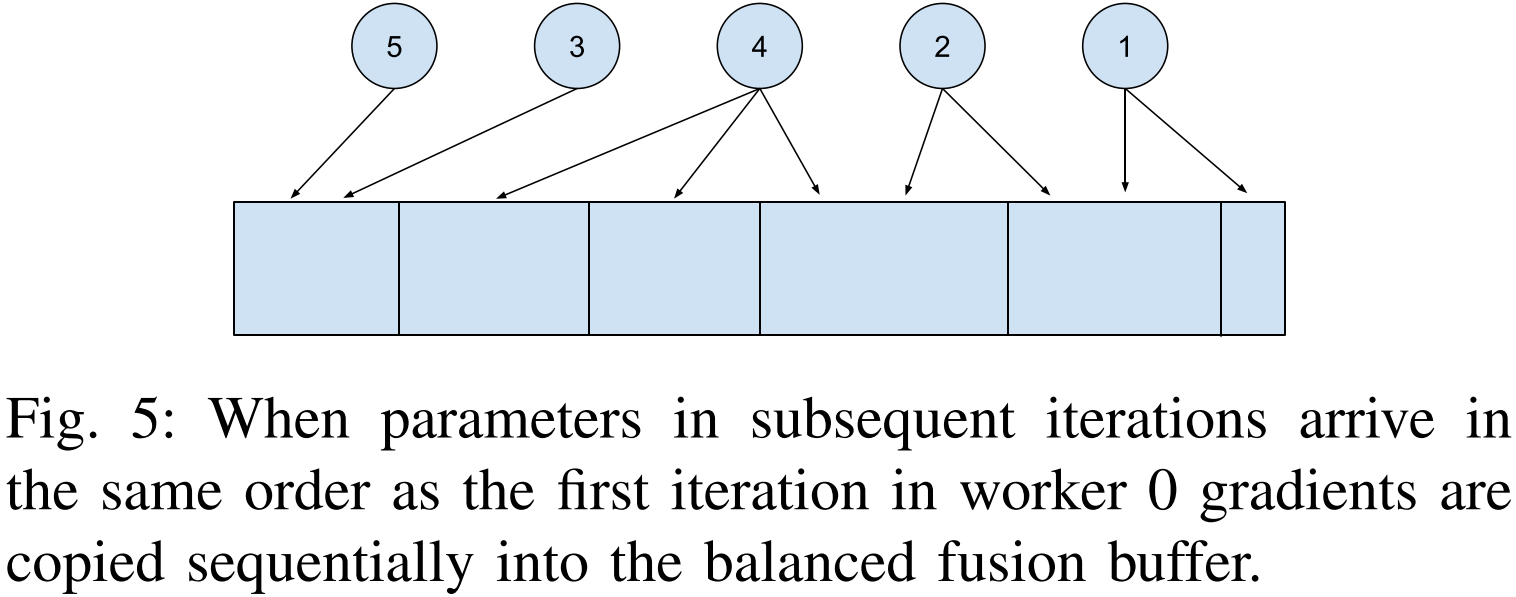 5 3 4 2 1
Fig. 5: When parameters in subsequent iterations arrive in
the same order as the first iteration in worker 0 gradients are
copied sequentially into the balanced fusion buffer.